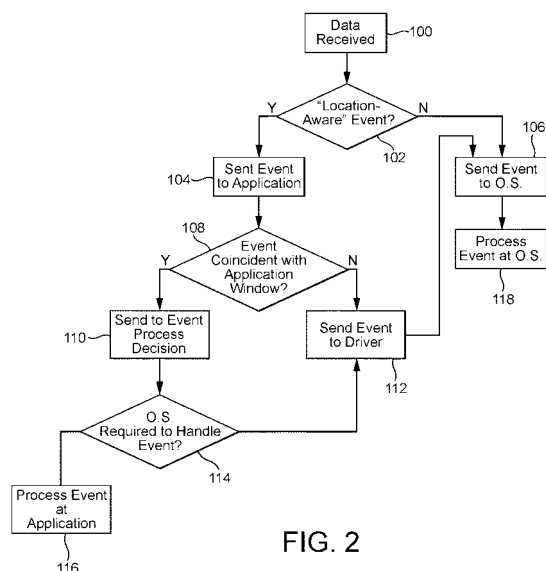 Data
Received
100
"Location-
Aware" Event?
Y
N
102
106
104
Sent Event
to Application
Send Event
to O.S.
108
Event
Coincident with
Application
Window?
Y
N
Process
Event at O.S.
118
110
Send to Event
Process
Decision
Send Event
to Driver
112
O.S.
Required to Handle
Event?
114
Process Event
at
Application
116
FIG. 2